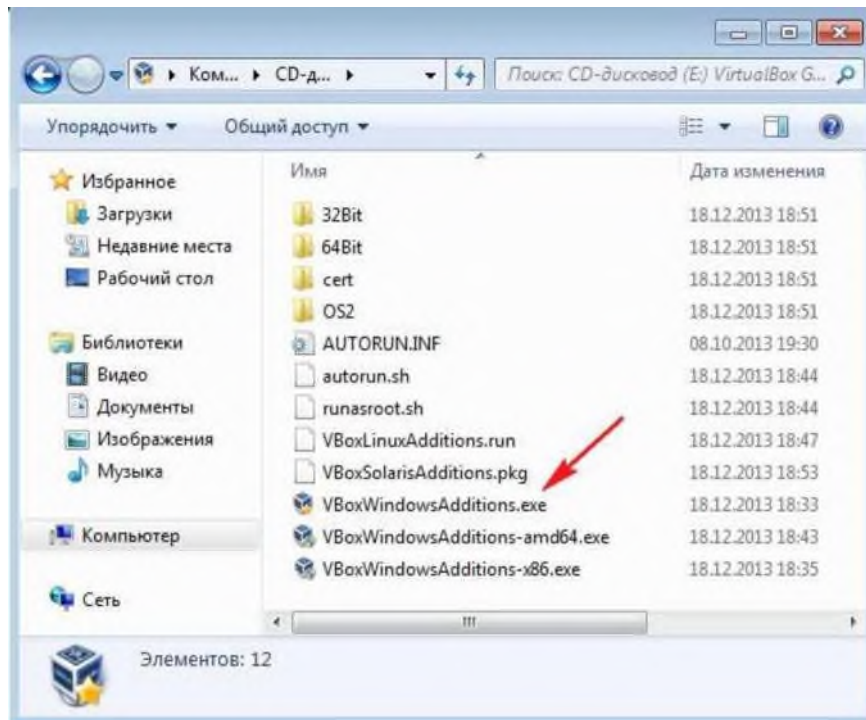 Ком... CD-д...
Поиск: CD-дисковод (E:) VirtualBox G...
Упорядочить Общий доступ
Имя Дата изменения
Избранное
Загрузки
Недавние места
Рабочий стол
Библиотеки
Видео
Документы
Изображения
Музыка
Компьютер
Сеть
32Bit 18.12.2013 18:51
64Bit 18.12.2013 18:51
cert 18.12.2013 18:51
OS2 18.12.2013 18:51
AUTORUN.INF 08.10.2013 19:30
autorun.sh 18.12.2013 18:44
runasroot.sh 18.12.2013 18:44
VBoxLinuxAdditions.run 18.12.2013 18:47
VBoxSolarisAdditions.pkg 18.12.2013 18:53
VBoxWindowsAdditions.exe 18.12.2013 18:33
VBoxWindowsAdditions-amd64.exe 18.12.2013 18:43
VBoxWindowsAdditions-x86.exe 18.12.2013 18:35
Элементов: 12